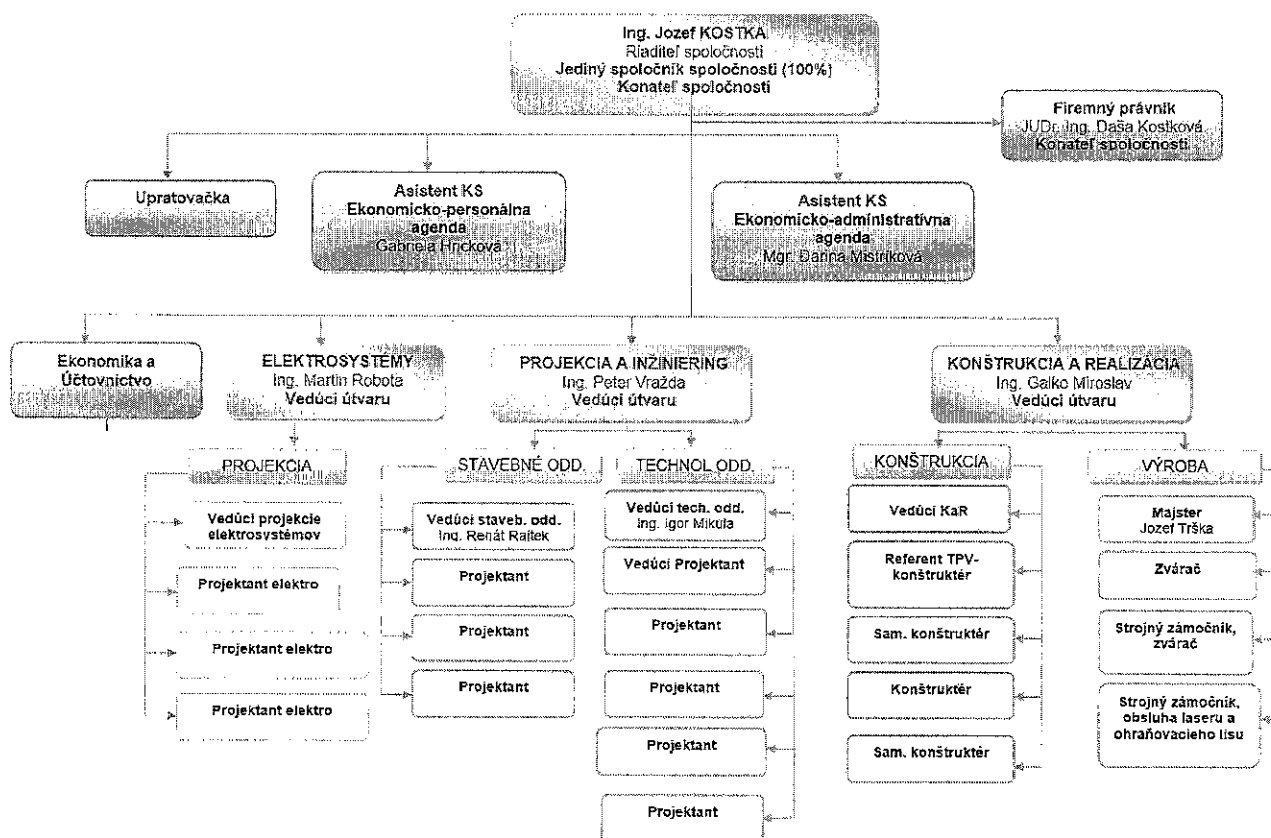 Ing. Jozef KOSTKA
Riaditeľ spoločnosti
Jediný spoločník spoločnosti (100%)
Konateľ spoločnosti
Firemný právnik
JUDr. Ing. Daša Kostková
Konateľ spoločnosti
Upratovačka
Asistent KS
Ekonomicko-personálna
agenda
Gabriela Hricková
Asistent KS
Ekonomicko-administratívna
agenda
Mgr. Darina Mistríková
Ekonomika a
Účtovníctvo
ELEKTROSYSTEMY
Ing. Martin Robota
Vedúci útvaru
PROJEKCIA A INŽINIERING
Ing. Peter Vražda
Vedúci útvaru
KONŠTRUKCIA A REALIZÁCIA
Ing. Galko Miroslav
Vedúci útvaru
PROJEKCIA
Vedúci projekcie
elektrosystémov
Projektant elektro
Projektant elektro
Projektant elektro
STAVEBNÉ ODD.
Vedúci staveb. odd.
Ing. Renát Rajtek
Projektant
Projektant
Projektant
TECHNOL.ODD.
Vedúci tech. odd.
Ing. Igor Mikula
Vedúci Projektant
Projektant
Projektant
Projektant
Projektant
KONŠTRUKCIA
Vedúci KaR
Referent TPV-
konštruktér
Sam. konštruktér
Konštruktér
Sam. konštruktér
VÝROBA
Majster
Jozef Trška
Zvárač
Strojný zámočník,
zvárač
Strojný zámočník,
obsluha laseru a
ohraňovacieho lisu